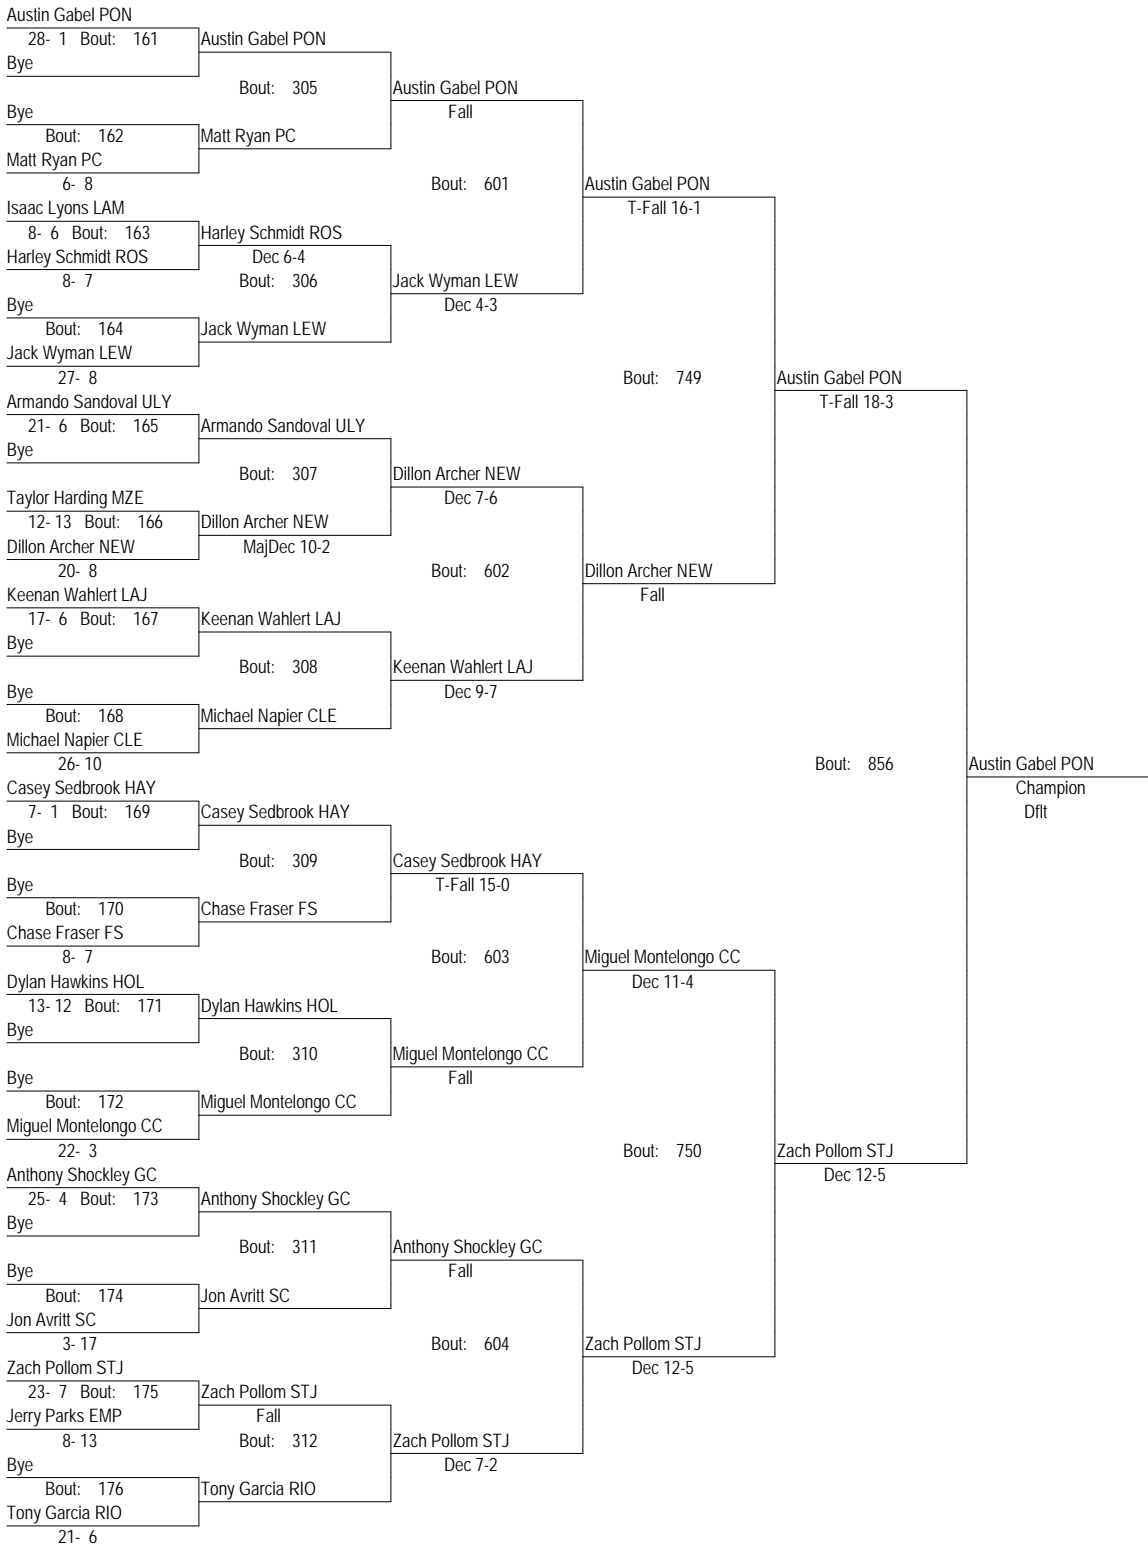 Austin Gabel PON
28- 1 Bout: 161 Austin Gabel PON
Bye
Bout: 305 Austin Gabel PON
Bye Fall
Bout: 162 Matt Ryan PC
Matt Ryan PC
6- 8 Bout: 601 Austin Gabel PON
Isaac Lyons LAM T-Fall 16-1
8- 6 Bout: 163 Harley Schmidt ROS
Harley Schmidt ROS Dec 6-4
8- 7 Bout: 306 Jack Wyman LEW
Bye Dec 4-3
Bout: 164 Jack Wyman LEW
Jack Wyman LEW
27- 8 Bout: 749 Austin Gabel PON
Armando Sandoval ULY T-Fall 18-3
21- 6 Bout: 165 Armando Sandoval ULY
Bye
Bout: 307 Dillon Archer NEW
Taylor Harding MZE Dec 7-6
12- 13 Bout: 166 Dillon Archer NEW
Dillon Archer NEW MajDec 10-2
20- 8 Bout: 602 Dillon Archer NEW
Keenan Wahlert LAJ Fall
17- 6 Bout: 167 Keenan Wahlert LAJ
Bye
Bout: 308 Keenan Wahlert LAJ
Bye Dec 9-7
Bout: 168 Michael Napier CLE
Michael Napier CLE
26- 10 Bout: 856 Austin Gabel PON
Casey Sedbrook HAY Champion
7- 1 Bout: 169 Casey Sedbrook HAY Dflt
Bye
Bout: 309 Casey Sedbrook HAY
Bye T-Fall 15-0
Bout: 170 Chase Fraser FS
Chase Fraser FS
8- 7 Bout: 603 Miguel Montelongo CC
Dylan Hawkins HOL Dec 11-4
13- 12 Bout: 171 Dylan Hawkins HOL
Bye
Bout: 310 Miguel Montelongo CC
Bye Fall
Bout: 172 Miguel Montelongo CC
Miguel Montelongo CC
22- 3 Bout: 750 Zach Pollom STJ
Anthony Shockley GC Dec 12-5
25- 4 Bout: 173 Anthony Shockley GC
Bye
Bout: 311 Anthony Shockley GC
Bye Fall
Bout: 174 Jon Avritt SC
Jon Avritt SC
3- 17 Bout: 604 Zach Pollom STJ
Zach Pollom STJ Dec 12-5
23- 7 Bout: 175 Zach Pollom STJ
Jerry Parks EMP Fall
8- 13 Bout: 312 Zach Pollom STJ
Bye Dec 7-2
Bout: 176 Tony Garcia RIO
Tony Garcia RIO
21- 6